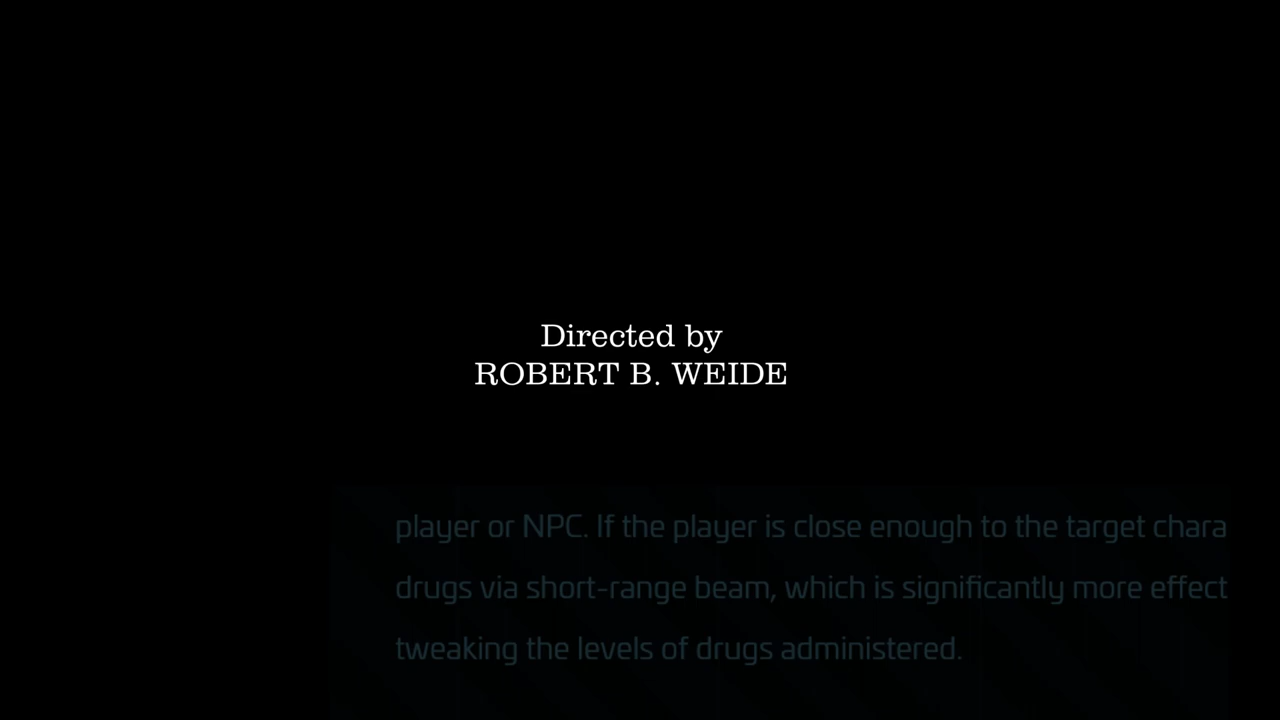 Directed by
ROBERT B. WEIDE
player or NPC. If the player is close enough to the target chara
drugs via short-range beam, which is significantly more effect
tweaking the levels of drugs administered.